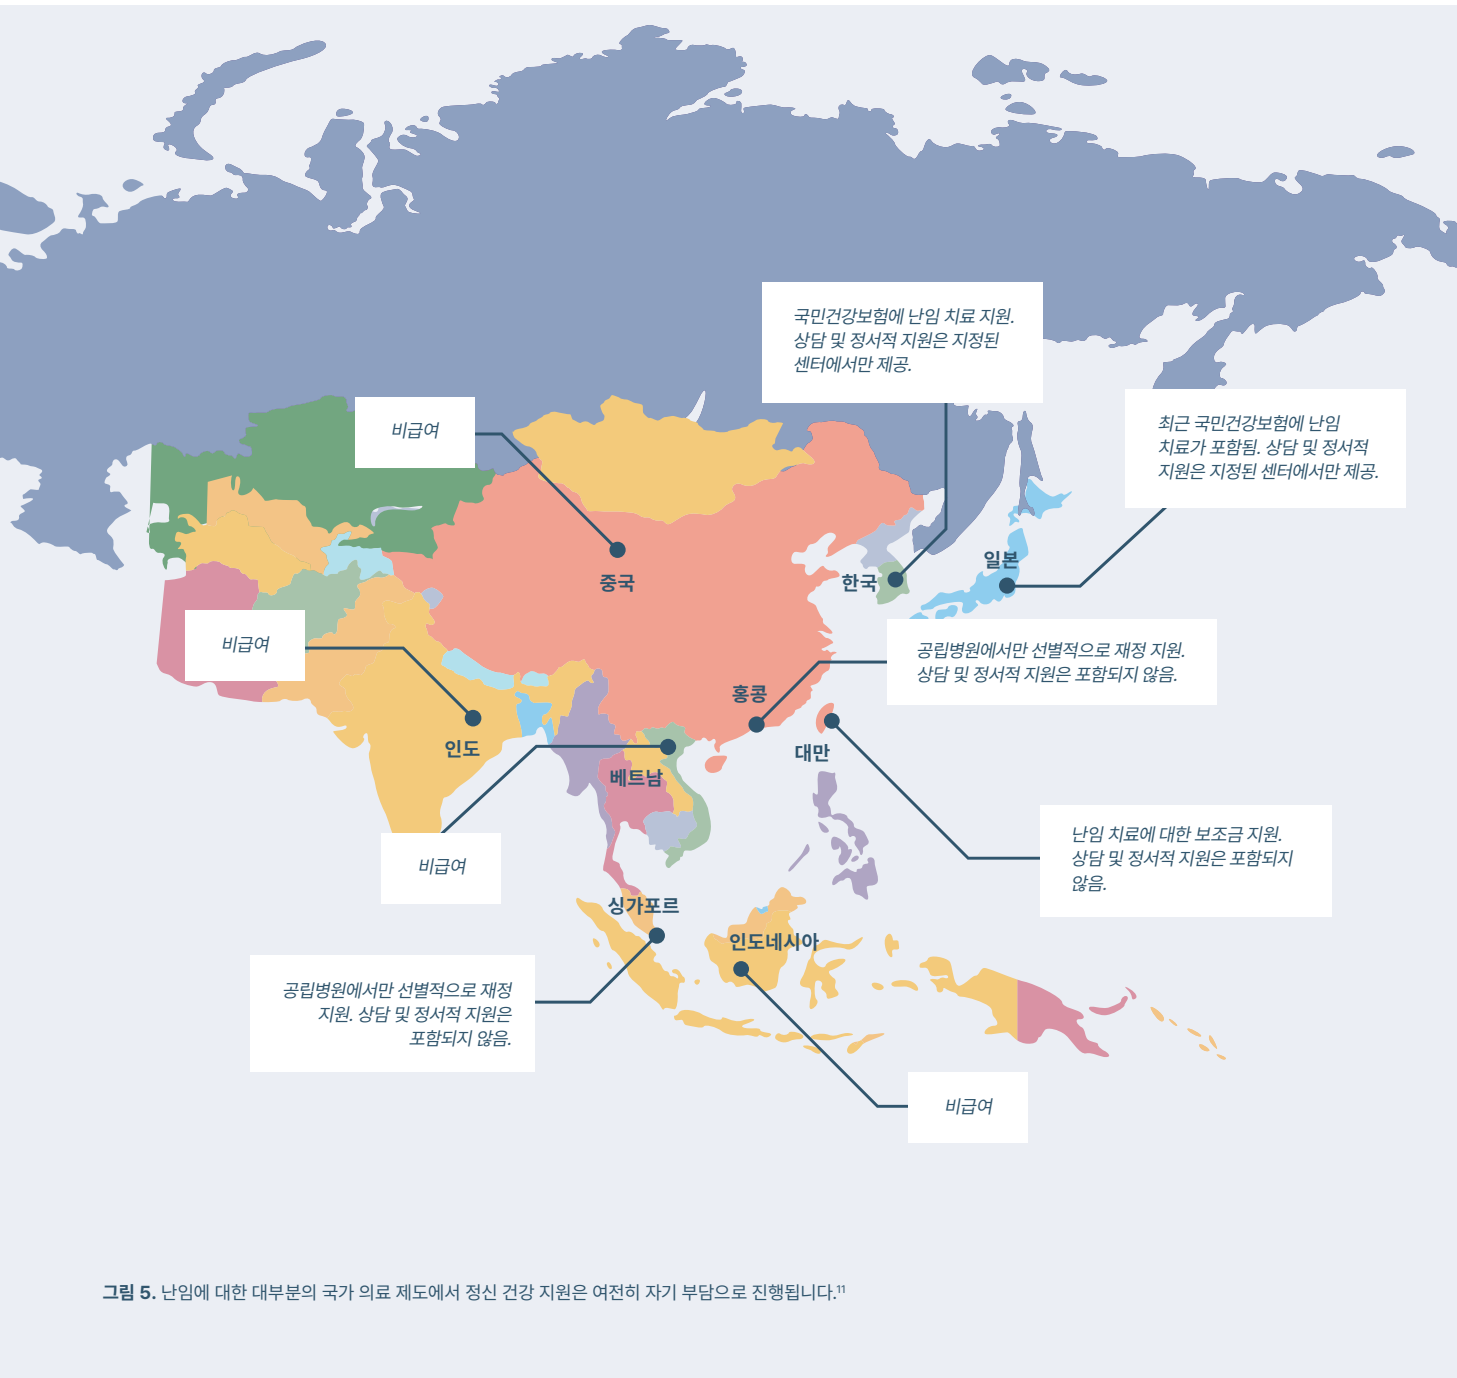 국민건강보험에 난임 치료 지원.
상담 및 정서적 지원은 지정된
센터에서만 제공.
최근 국민건강보험에 난임
치료가 포함됨. 상담 및 정서적
지원은 지정된 센터에서만 제공.
비급여
중국
한국
일본
비급여
공립병원에서만 선별적으로 재정 지원.
상담 및 정서적 지원은 포함되지 않음.
홍콩
인도
대만
베트남
비급여
난임 치료에 대한 보조금 지원.
상담 및 정서적 지원은 포함되지
않음.
싱가포르
인도네시아
공립병원에서만 선별적으로 재정
지원. 상담 및 정서적 지원은
포함되지 않음.
비급여
그림 5. 난임에 대한 대부분의 국가 의료 제도에서 정신 건강 지원은 여전히 자기 부담으로 진행됩니다.¹¹